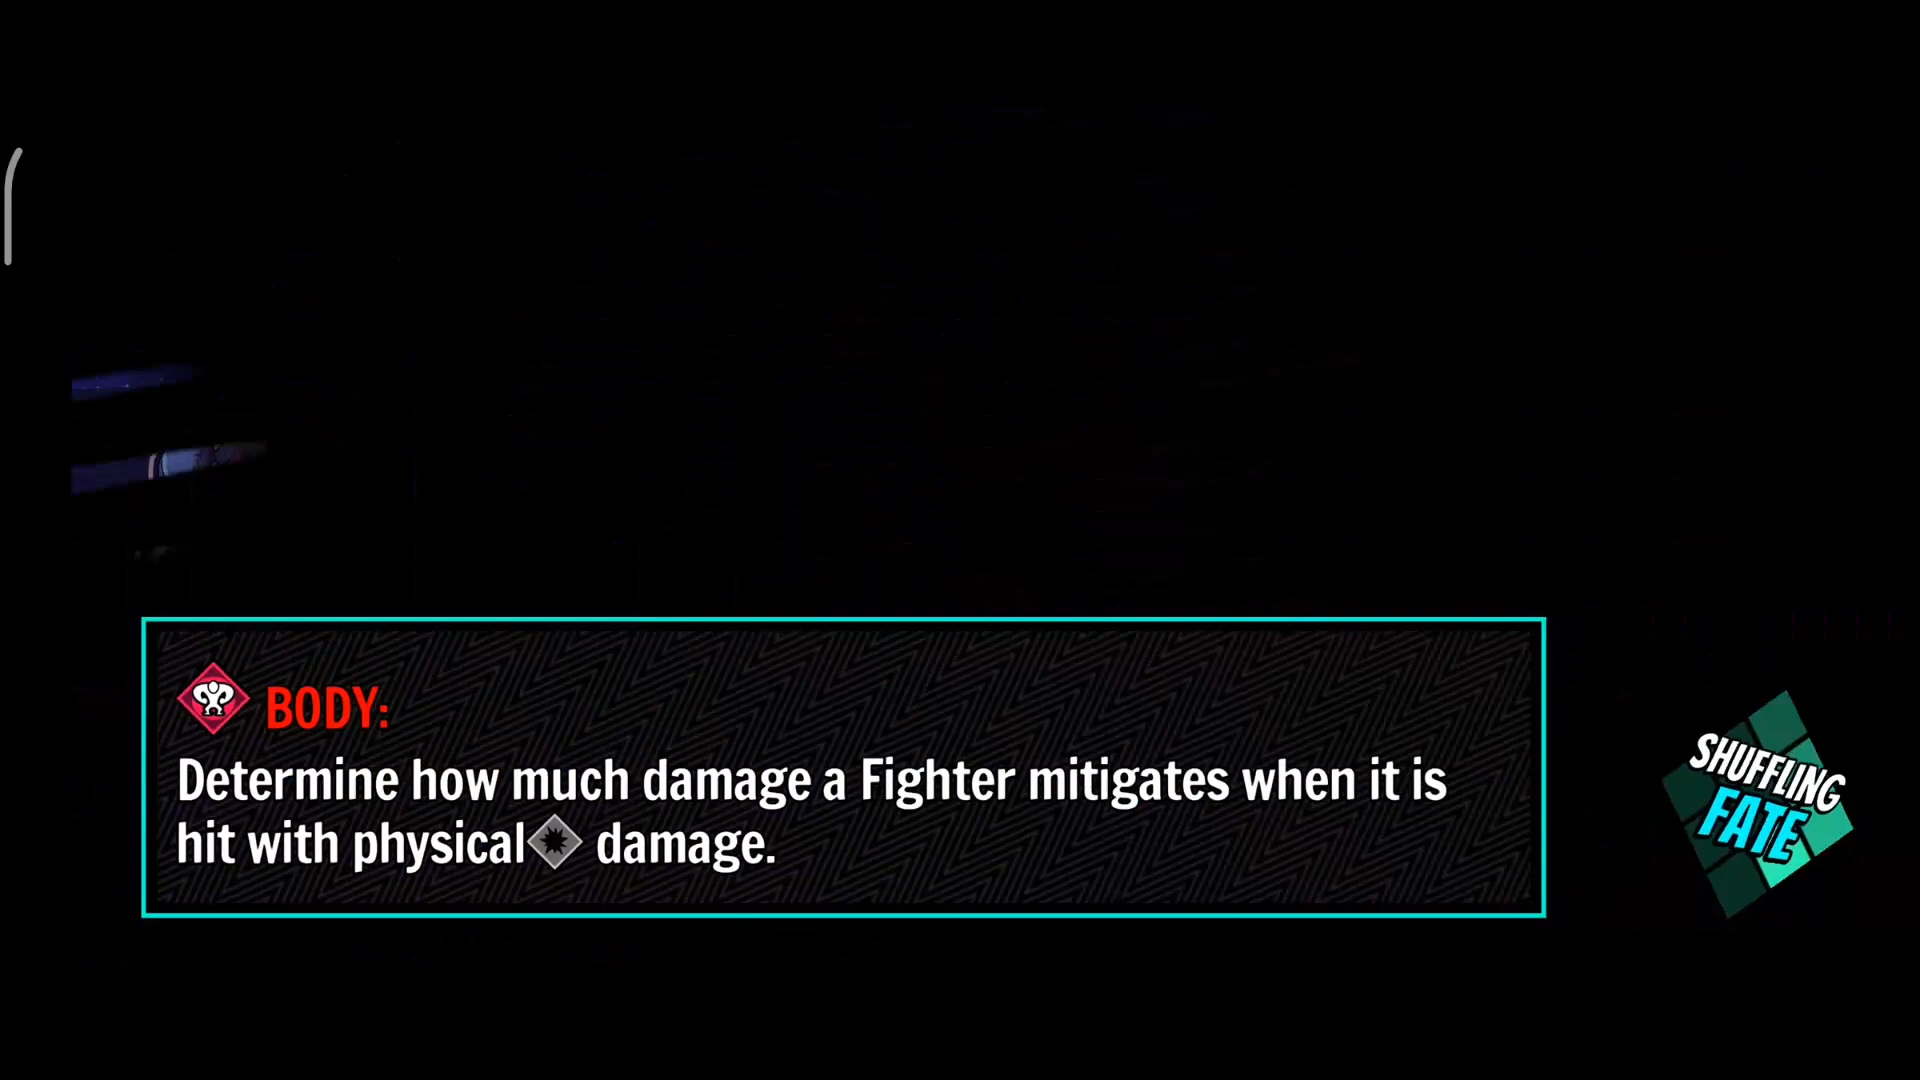 BODY:
Determine how much damage a Fighter mitigates when it is
hit with physical damage.
SHUFFLING
FATE